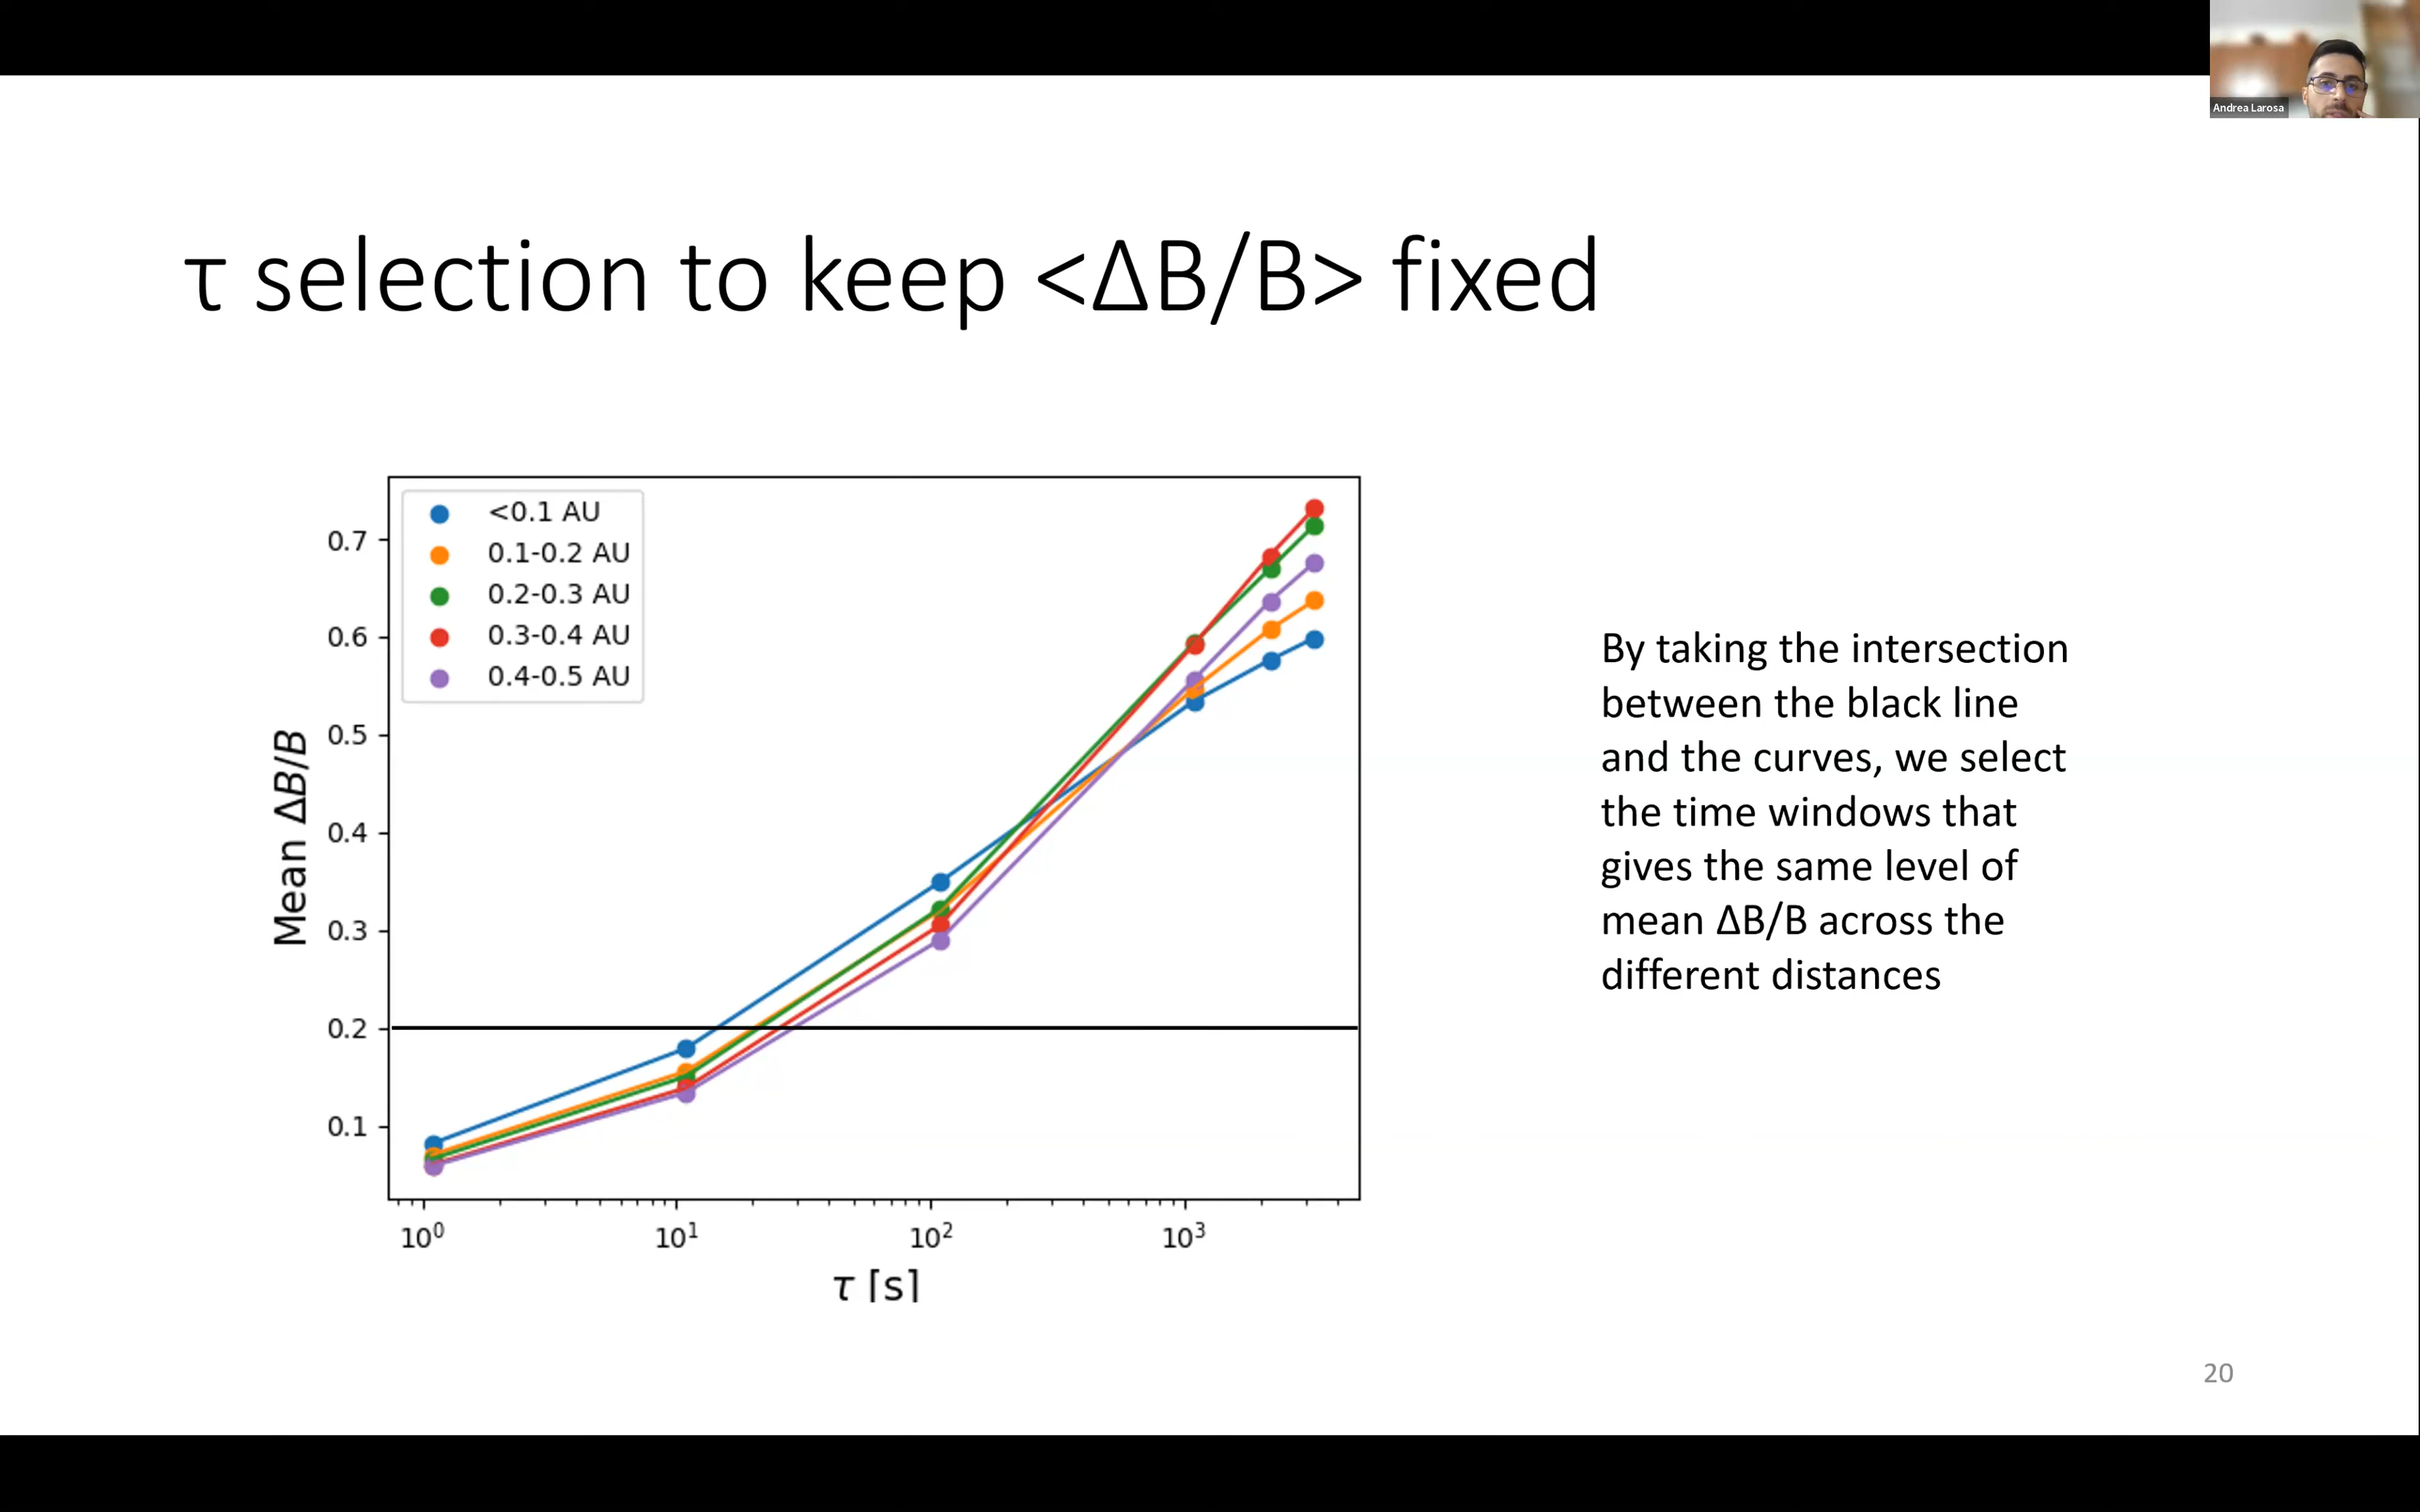 Andrea Larosa
τ selection to keep <ΔB/B> fixed
<0.1 AU
0.1-0.2 AU
0.2-0.3 AU
0.3-0.4 AU
0.4-0.5 AU
Mean ΔB/B
0.7
0.6
0.5
0.4
0.3
0.2
0.1
10⁰ 10¹ 10² 10³
τ [s]
By taking the intersection
between the black line
and the curves, we select
the time windows that
gives the same level of
mean ΔB/B across the
different distances
20